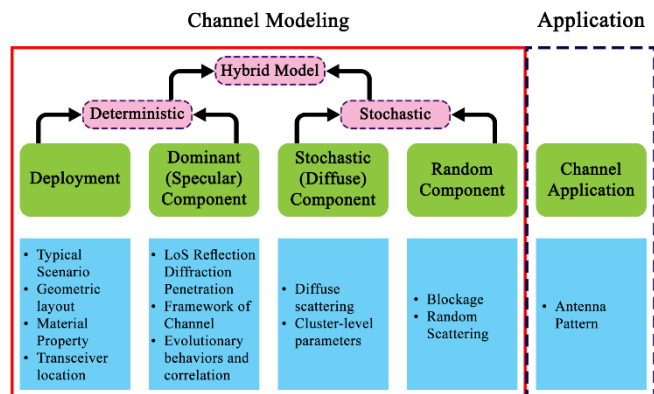 Channel Modeling
Application
Hybrid Model
Deterministic
Stochastic
Deployment
Dominant
(Specular)
Component
Stochastic
(Diffuse)
Component
Random
Component
Channel
Application
• Typical
Scenario
• Geometric
layout
• Material
Property
• Transceiver
location
• LoS Reflection
Diffraction
Penetration
• Framework of
Channel
• Evolutionary
behaviors and
correlation
• Diffuse
scattering
• Cluster-level
parameters
• Blockage
• Random
Scattering
• Antenna
Pattern